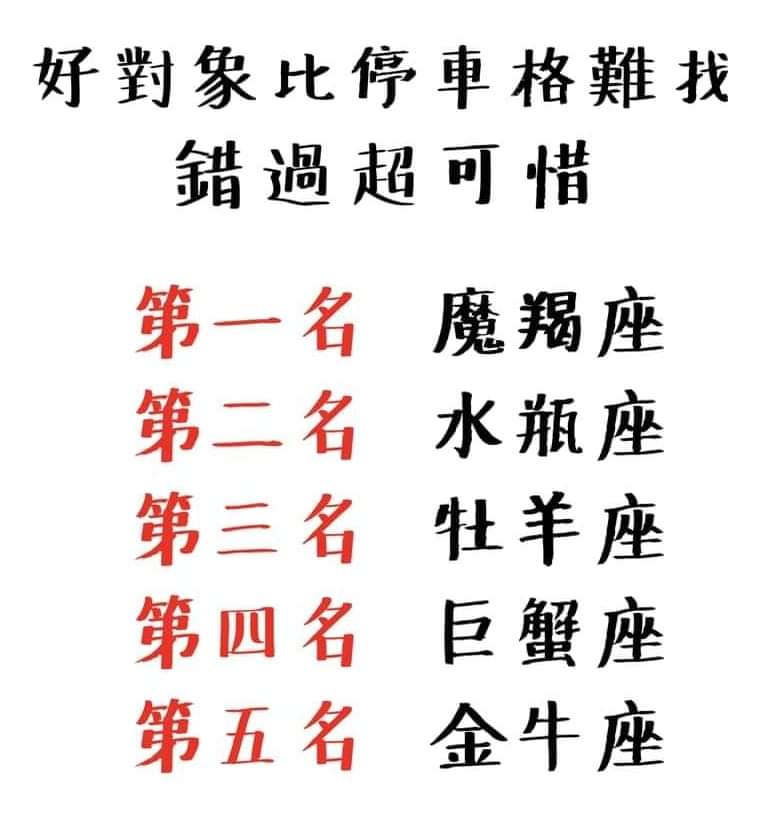 好對象比停車格難找
錯過超可惜
第一名 魔羯座
第二名 水瓶座
第三名 牡羊座
第四名 巨蟹座
第五名 金牛座